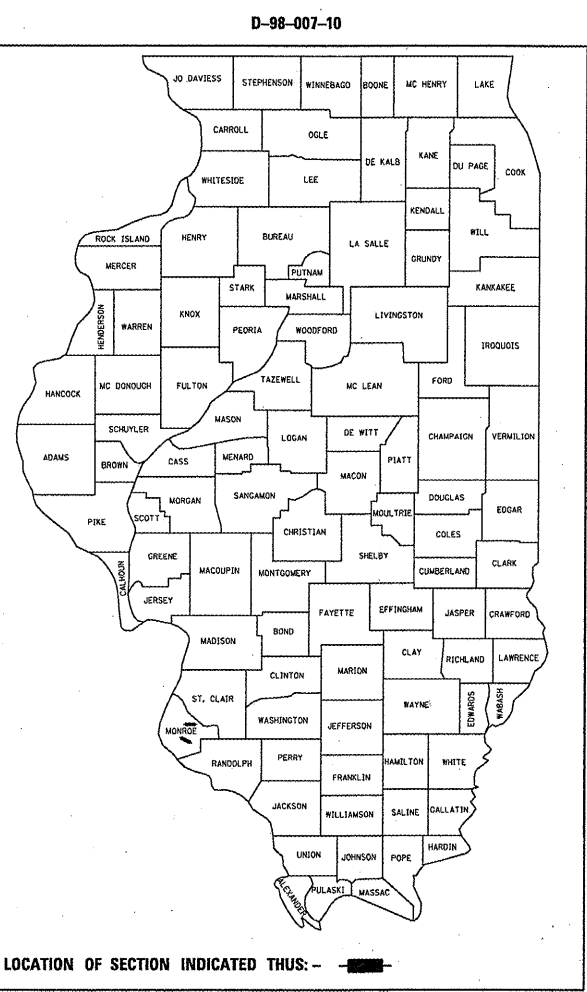 D-98-007-10
JO DAVIESS STEPHENSON WINNEBAGO BOONE MC HENRY LAKE
CARROLL OGLE
DE KALB KANE DU PAGE COOK
WHITESIDE LEE
KENDALL
ROCK ISLAND HENRY BUREAU LA SALLE WILL
MERCER PUTNAM GRUNDY
STARK MARSHALL KANKAKEE
HENDERSON WARREN KNOX PEORIA WOODFORD LIVINGSTON
IROQUOIS
HANCOCK MC DONOUGH FULTON TAZEWELL MC LEAN FORD
MASON
SCHUYLER LOGAN DE WITT CHAMPAIGN VERMILION
ADAMS BROWN CASS MENARD MACON PIATT
MORGAN SANGAMON DOUGLAS
PIKE SCOTT CHRISTIAN MOULTRIE EDGAR
COLES
GREENE MACOUPIN SHELBY CLARK
CALHOUN MONTGOMERY CUMBERLAND
JERSEY FAYETTE EFFINGHAM JASPER CRAWFORD
MADISON BOND
CLAY RICHLAND LAWRENCE
CLINTON MARION
ST. CLAIR WAYNE EDWARDS WABASH
WASHINGTON JEFFERSON
MONROE
RANDOLPH PERRY HAMILTON WHITE
FRANKLIN
JACKSON WILLIAMSON SALINE GALLATIN
HARDIN
UNION JOHNSON POPE
ALEXANDER PULASKI MASSAC
LOCATION OF SECTION INDICATED THUS: -